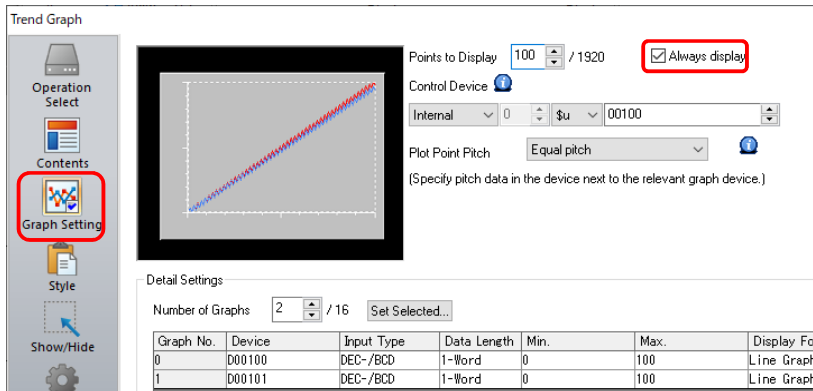 Trend Graph
Operation
Select
Contents
Graph Setting
Style
Show/Hide
Points to Display 100 / 1920 Always display
Control Device
Internal 0 $u 00100
Plot Point Pitch Equal pitch
(Specify pitch data in the device next to the relevant graph device.)
Detail Settings
Number of Graphs 2 / 16 Set Selected...
Graph No. Device Input Type Data Length Min. Max. Display Fo
0 D00100 DEC-/BCD 1-Word 0 100 Line Graph
1 D00101 DEC-/BCD 1-Word 0 100 Line Graph